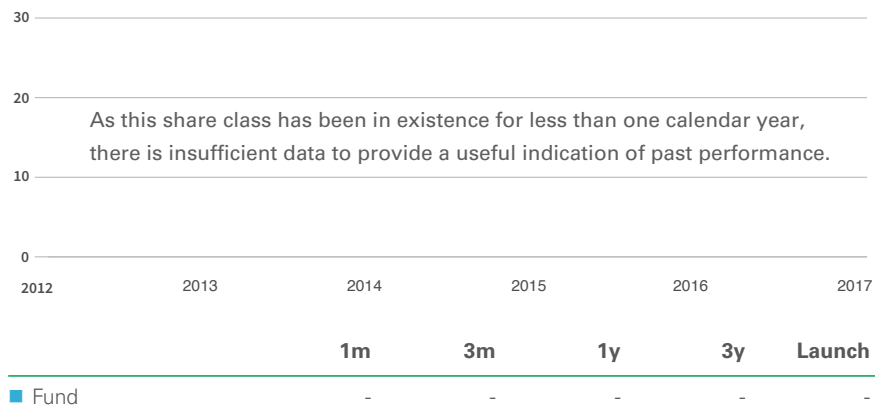 30
20
As this share class has been in existence for less than one calendar year,
there is insufficient data to provide a useful indication of past performance.
10
0
2012 2013 2014 2015 2016 2017
1m 3m 1y 3y Launch
Fund - - - - -